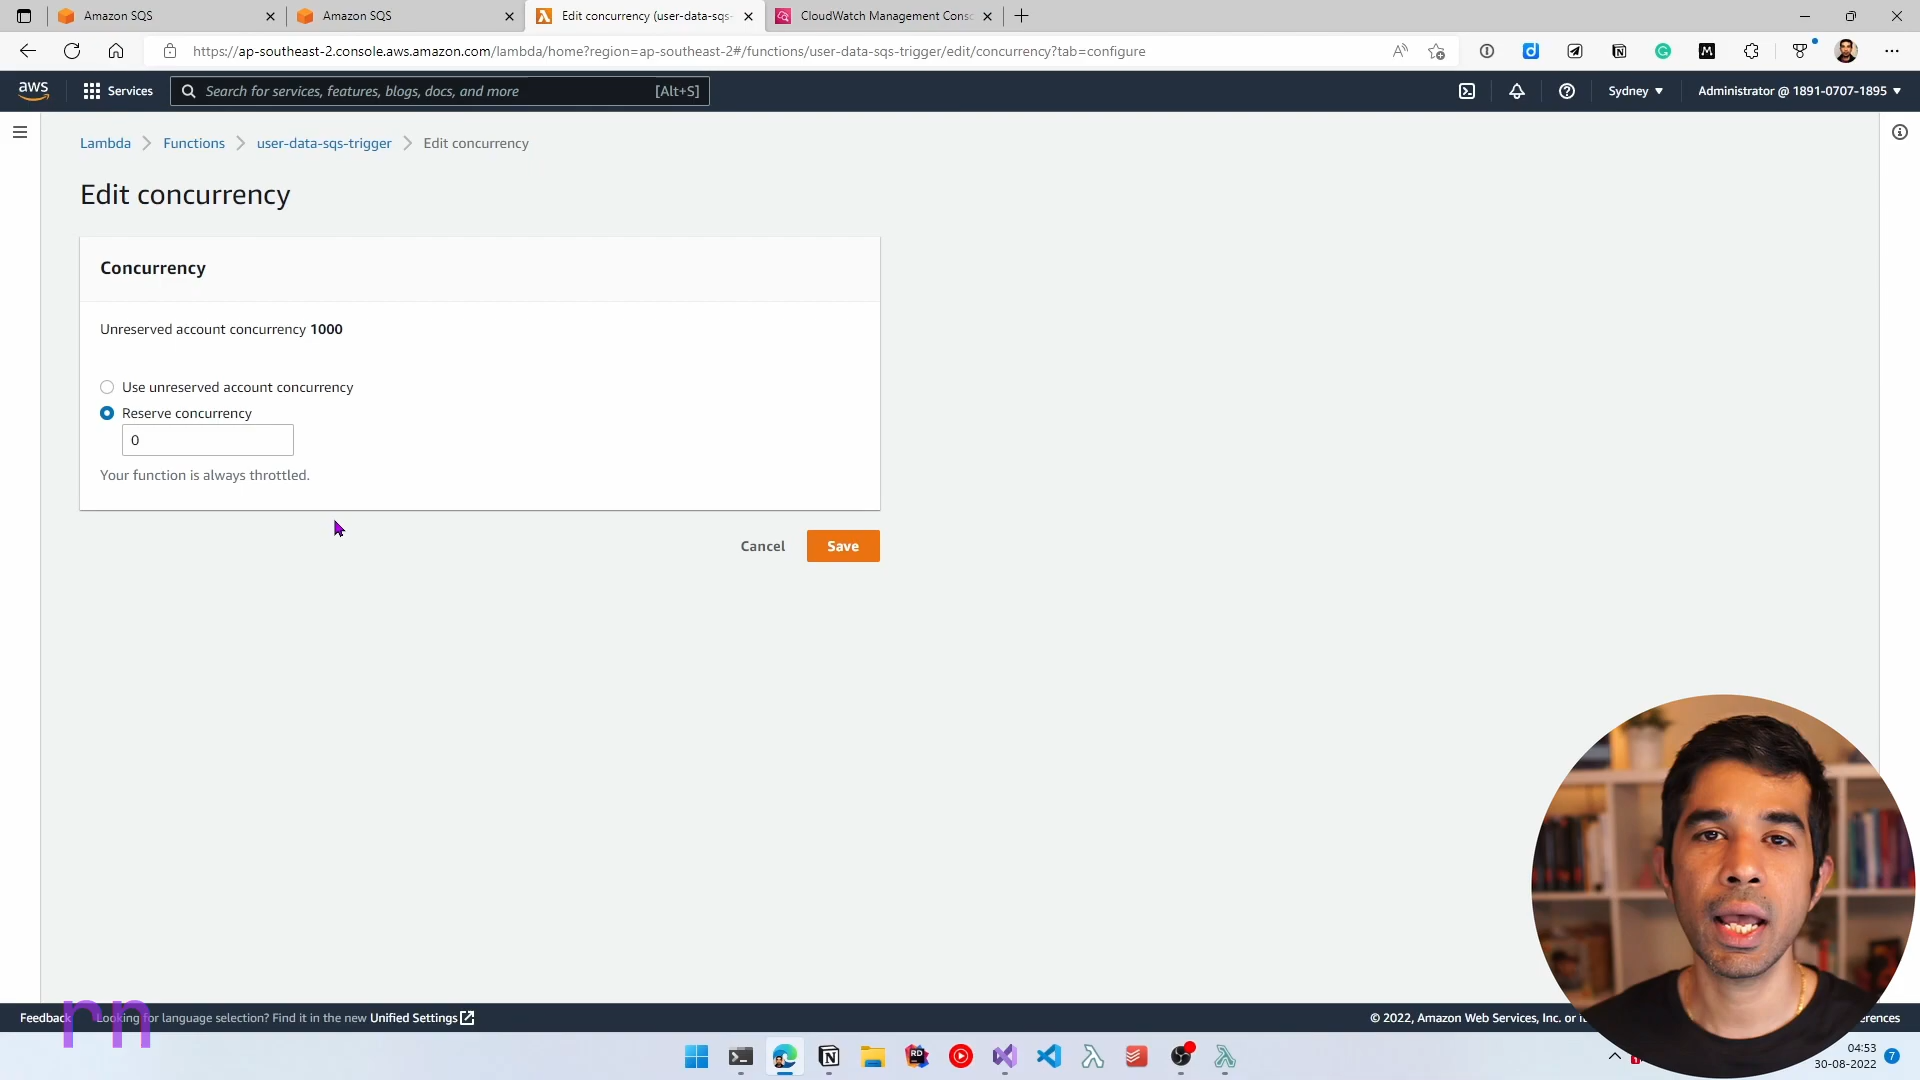 Amazon SQS
Amazon SQS
Edit concurrency (user-data-sqs-
CloudWatch Management Consc
https://ap-southeast-2.console.aws.amazon.com/lambda/home?region=ap-southeast-2#/functions/user-data-sqs-trigger/edit/concurrency?tab=configure
aws
Services
Search for services, features, blogs, docs, and more
[Alt+S]
Sydney
Administrator @ 1891-0707-1895
Lambda
Functions
user-data-sqs-trigger
Edit concurrency
Edit concurrency
Concurrency
Unreserved account concurrency 1000
Use unreserved account concurrency
Reserve concurrency
0
Your function is always throttled.
Cancel
Save
Feedback
Looking for language selection? Find it in the new Unified Settings
© 2022, Amazon Web Services, Inc. or
rn
04:53
30-08-2022
7